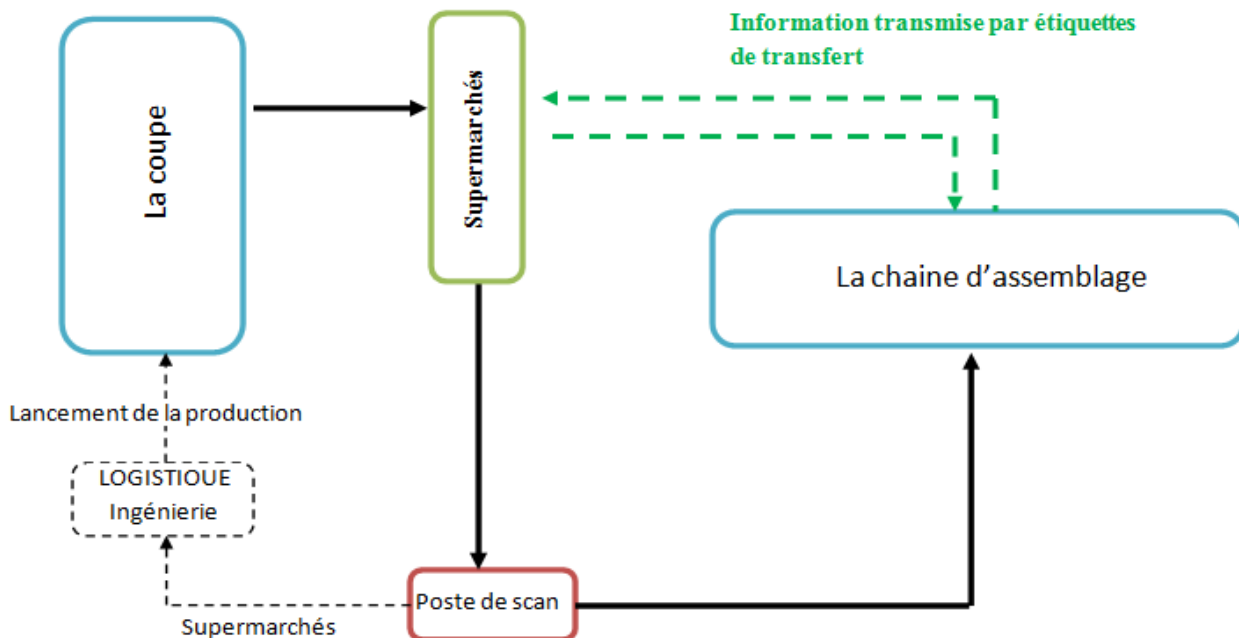 Information transmise par étiquettes
de transfert
La coupe
Supermarchés
La chaine d’assemblage
Lancement de la production
LOGISTIQUE
Ingénierie
Poste de scan
Supermarchés